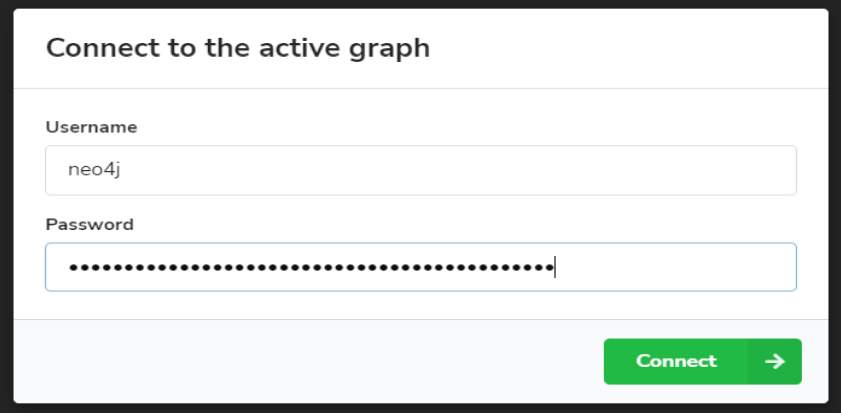 Connect to the active graph
Username
neo4j
Password
••••••••••••••••••••••••••••••••••••••••••••
Connect →